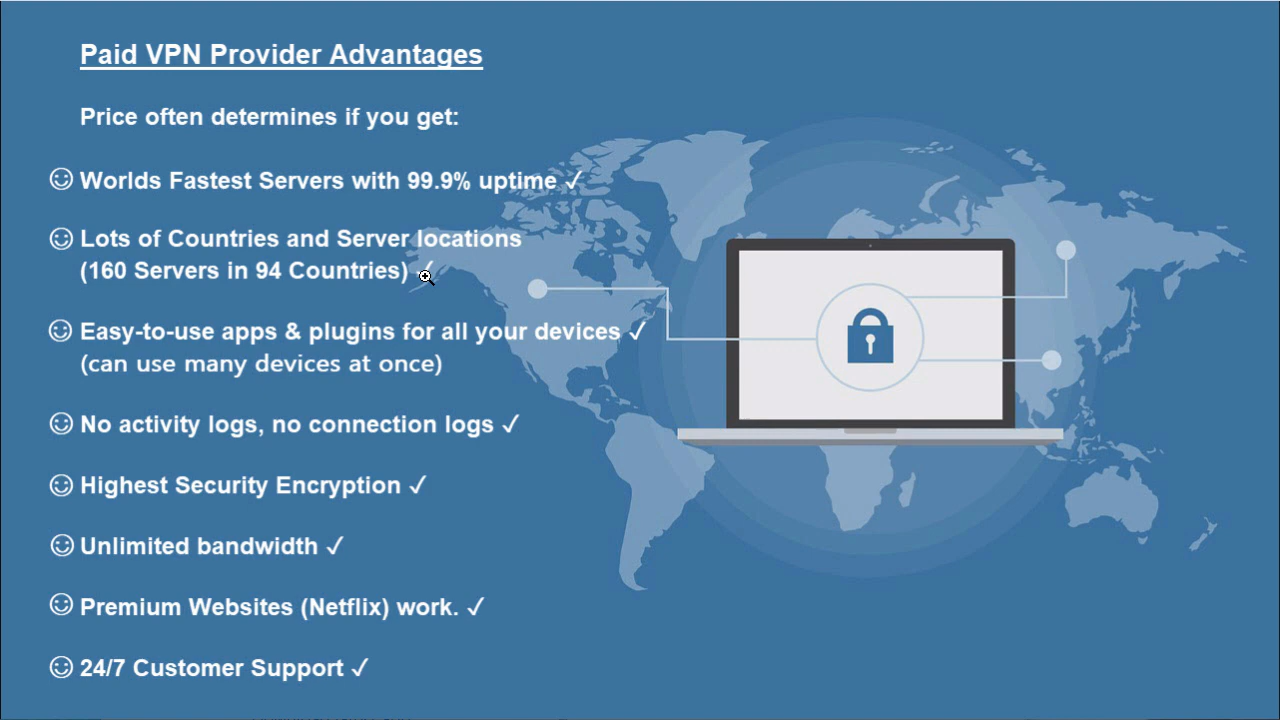 Paid VPN Provider Advantages
Price often determines if you get:
Worlds Fastest Servers with 99.9% uptime ✓
Lots of Countries and Server locations
(160 Servers in 94 Countries) ✓
Easy-to-use apps & plugins for all your devices ✓
(can use many devices at once)
No activity logs, no connection logs ✓
Highest Security Encryption ✓
Unlimited bandwidth ✓
Premium Websites (Netflix) work. ✓
24/7 Customer Support ✓